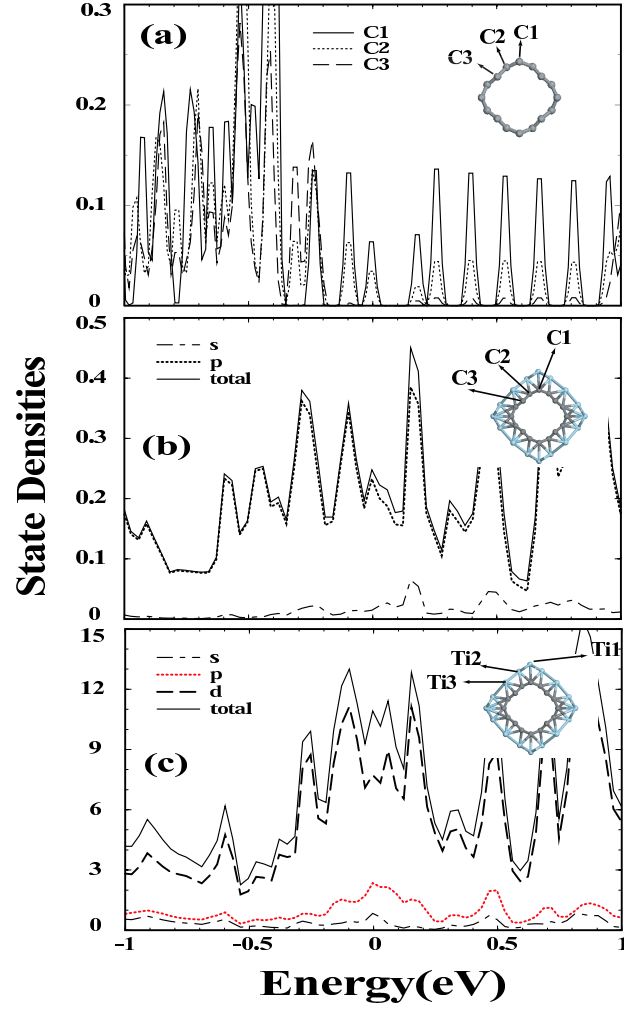 0.3
(a)
C1
C2
C3
C1
C2
C3
0.2
0.1
0
0.5
s
p
total
C1
C2
C3
0.4
(b)
0.3
0.2
0.1
0
State Densities
15
s
p
d
total
Ti1
Ti2
Ti3
12
(c)
9
6
3
0
-1
-0.5
0
0.5
1
Energy(eV)